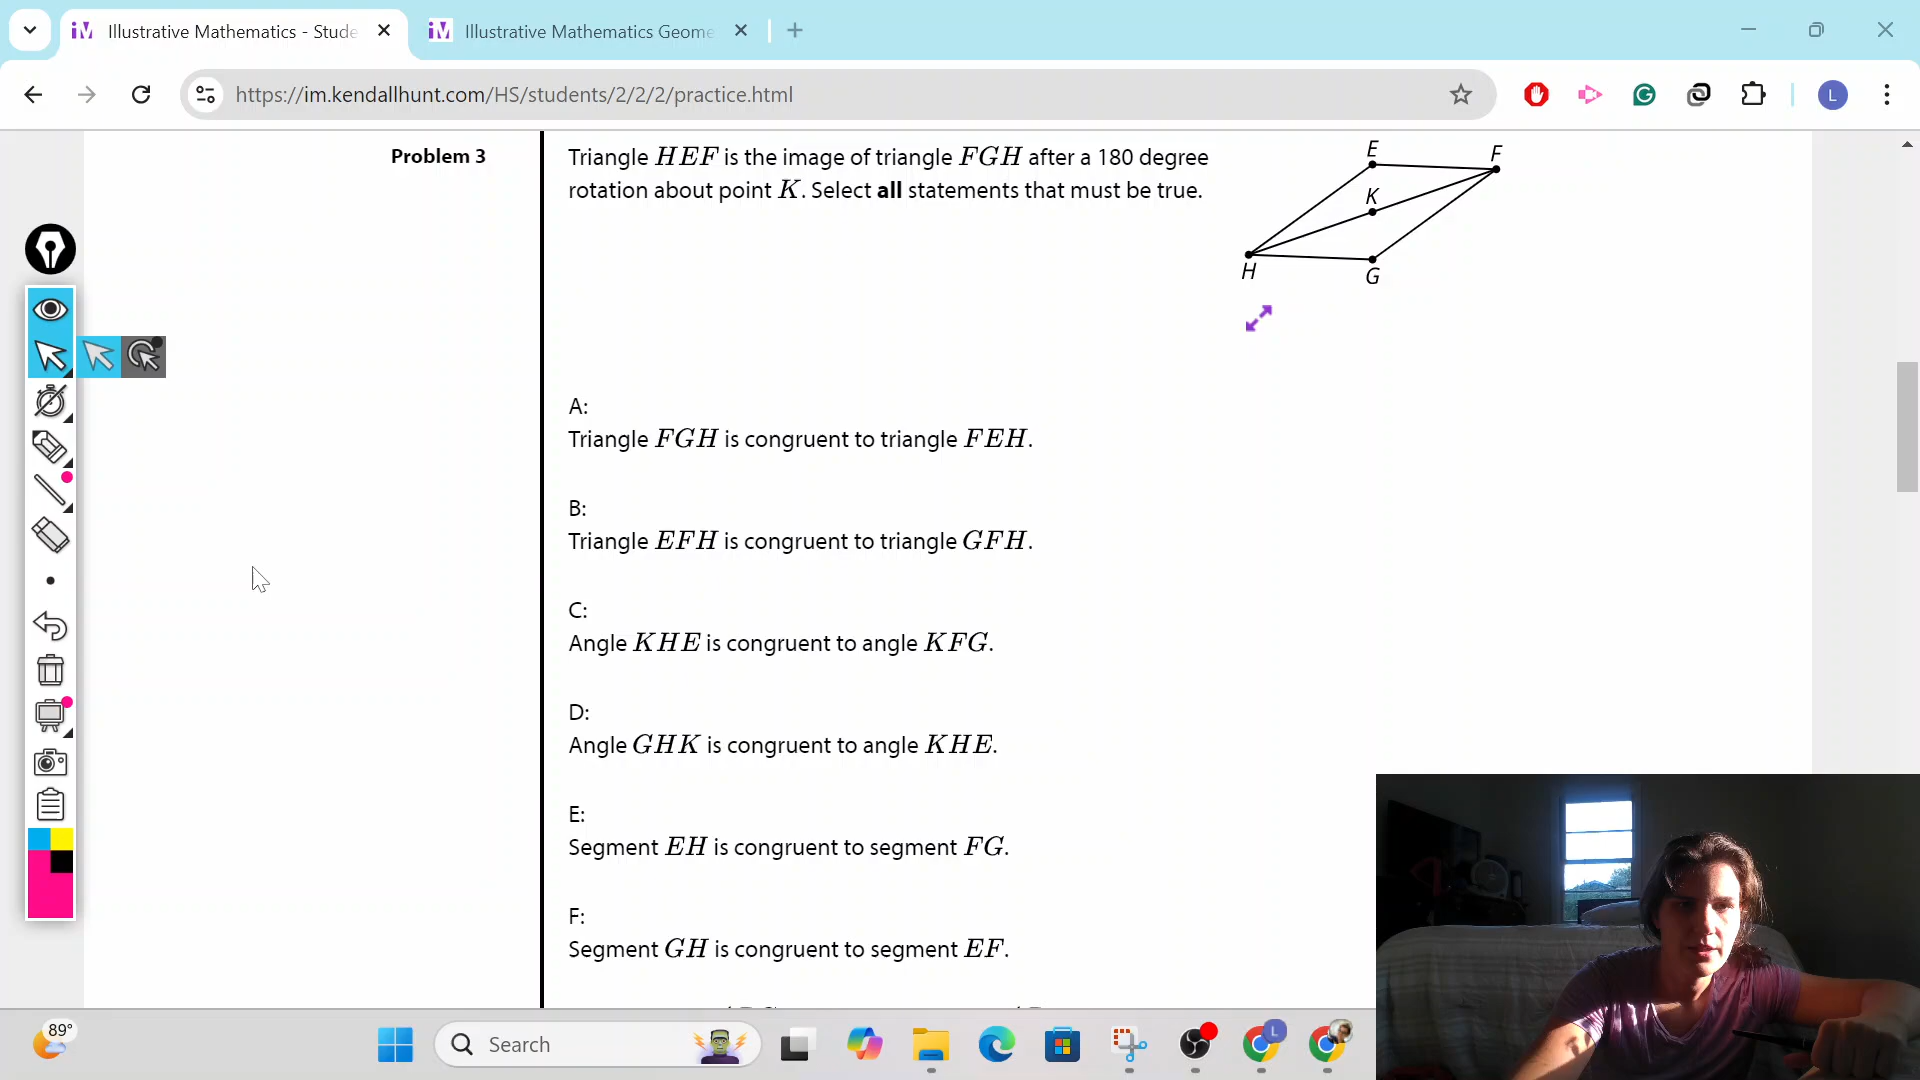 Illustrative Mathematics - Stude
Illustrative Mathematics Geome
https://im.kendallhunt.com/HS/students/2/2/2/practice.html
L
Problem 3
Triangle HEF is the image of triangle FGH after a 180 degree
rotation about point K. Select all statements that must be true.
E
F
K
H
G
A:
Triangle FGH is congruent to triangle FEH.
B:
Triangle EFH is congruent to triangle GFH.
C:
Angle KHE is congruent to angle KFG.
D:
Angle GHK is congruent to angle KHE.
E:
Segment EH is congruent to segment FG.
F:
Segment GH is congruent to segment EF.
89°
Search
L